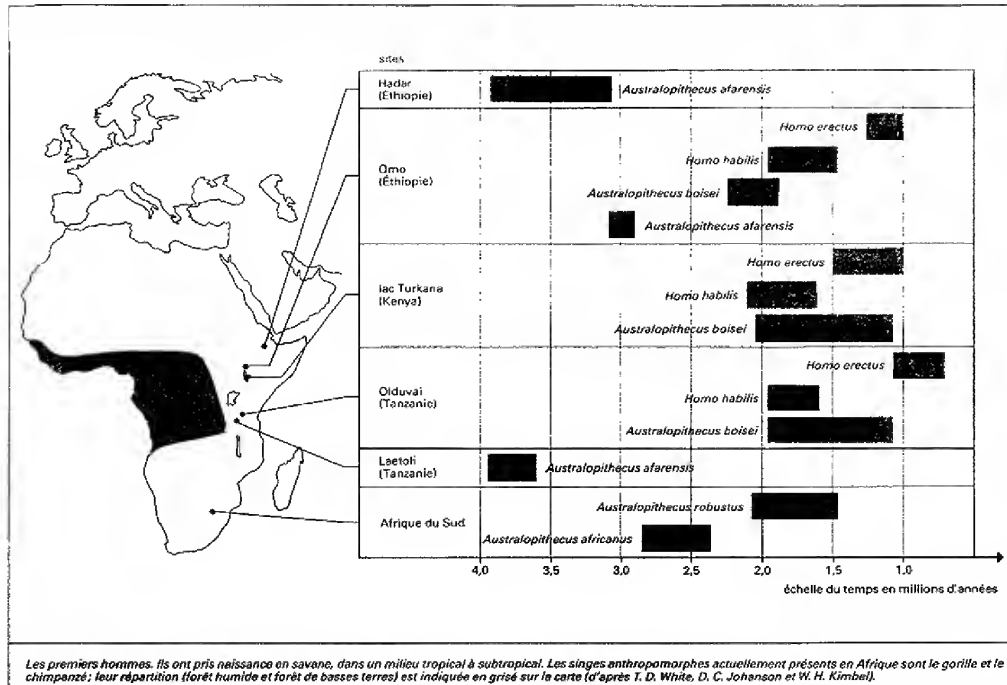 sites
Hadar
(Éthiopie)
Australopithecus afarensis
Omo
(Éthiopie)
Homo erectus
Homo habilis
Australopithecus boisei
Australopithecus afarensis
lac Turkana
(Kenya)
Homo erectus
Homo habilis
Australopithecus boisei
Olduvai
(Tanzanie)
Homo erectus
Homo habilis
Australopithecus boisei
Laetoli
(Tanzanie)
Australopithecus afarensis
Afrique du Sud
Australopithecus robustus
Australopithecus africanus
4,0 3,5 3,0 2,5 2,0 1,5 1.0
échelle du temps en millions d'années
Les premiers hommes. Ils ont pris naissance en savane, dans un milieu tropical à subtropical. Les singes anthropomorphes actuellement présents en Afrique sont le gorille et le
chimpanzé; leur répartition (forêt humide et forêt de basses terres) est indiquée en grisé sur la carte (d'après T. D. White, D. C. Johanson et W. H. Kimbel).